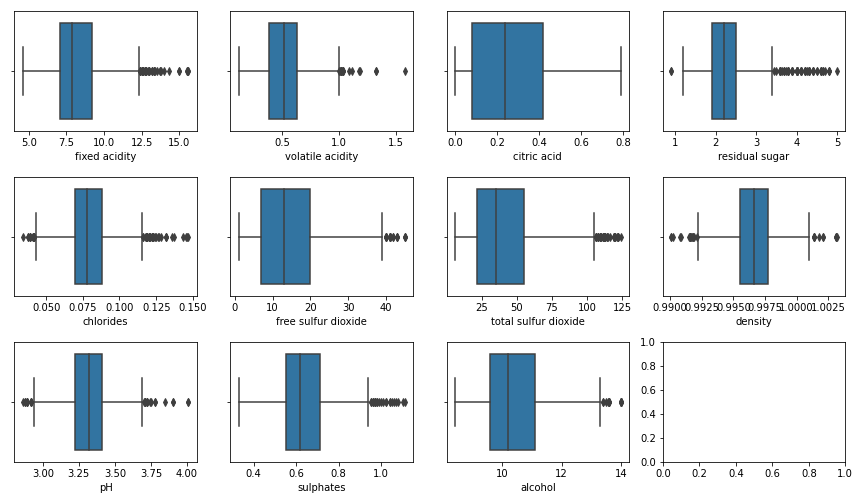 5.0 7.5 10.0 12.5 15.0
fixed acidity
0.5 1.0 1.5
volatile acidity
0.0 0.2 0.4 0.6 0.8
citric acid
1 2 3 4 5
residual sugar
0.050 0.075 0.100 0.125 0.150
chlorides
0 10 20 30 40
free sulfur dioxide
25 50 75 100 125
total sulfur dioxide
0.9900 0.9925 0.9950 0.9975 1.0000 1.0025
density
3.00 3.25 3.50 3.75 4.00
pH
0.4 0.6 0.8 1.0
sulphates
10 12 14
alcohol
1.0
0.8
0.6
0.4
0.2
0.0
0.0 0.2 0.4 0.6 0.8 1.0